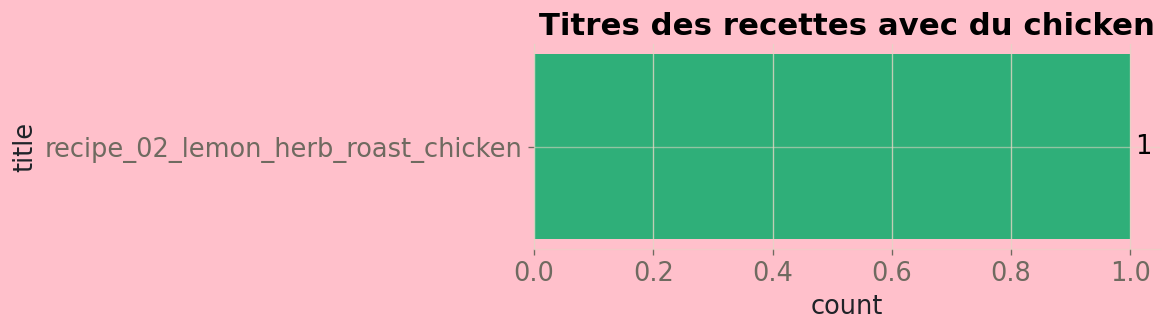 Titres des recettes avec du chicken
title
recipe_02_lemon_herb_roast_chicken
1
0.0 0.2 0.4 0.6 0.8 1.0
count